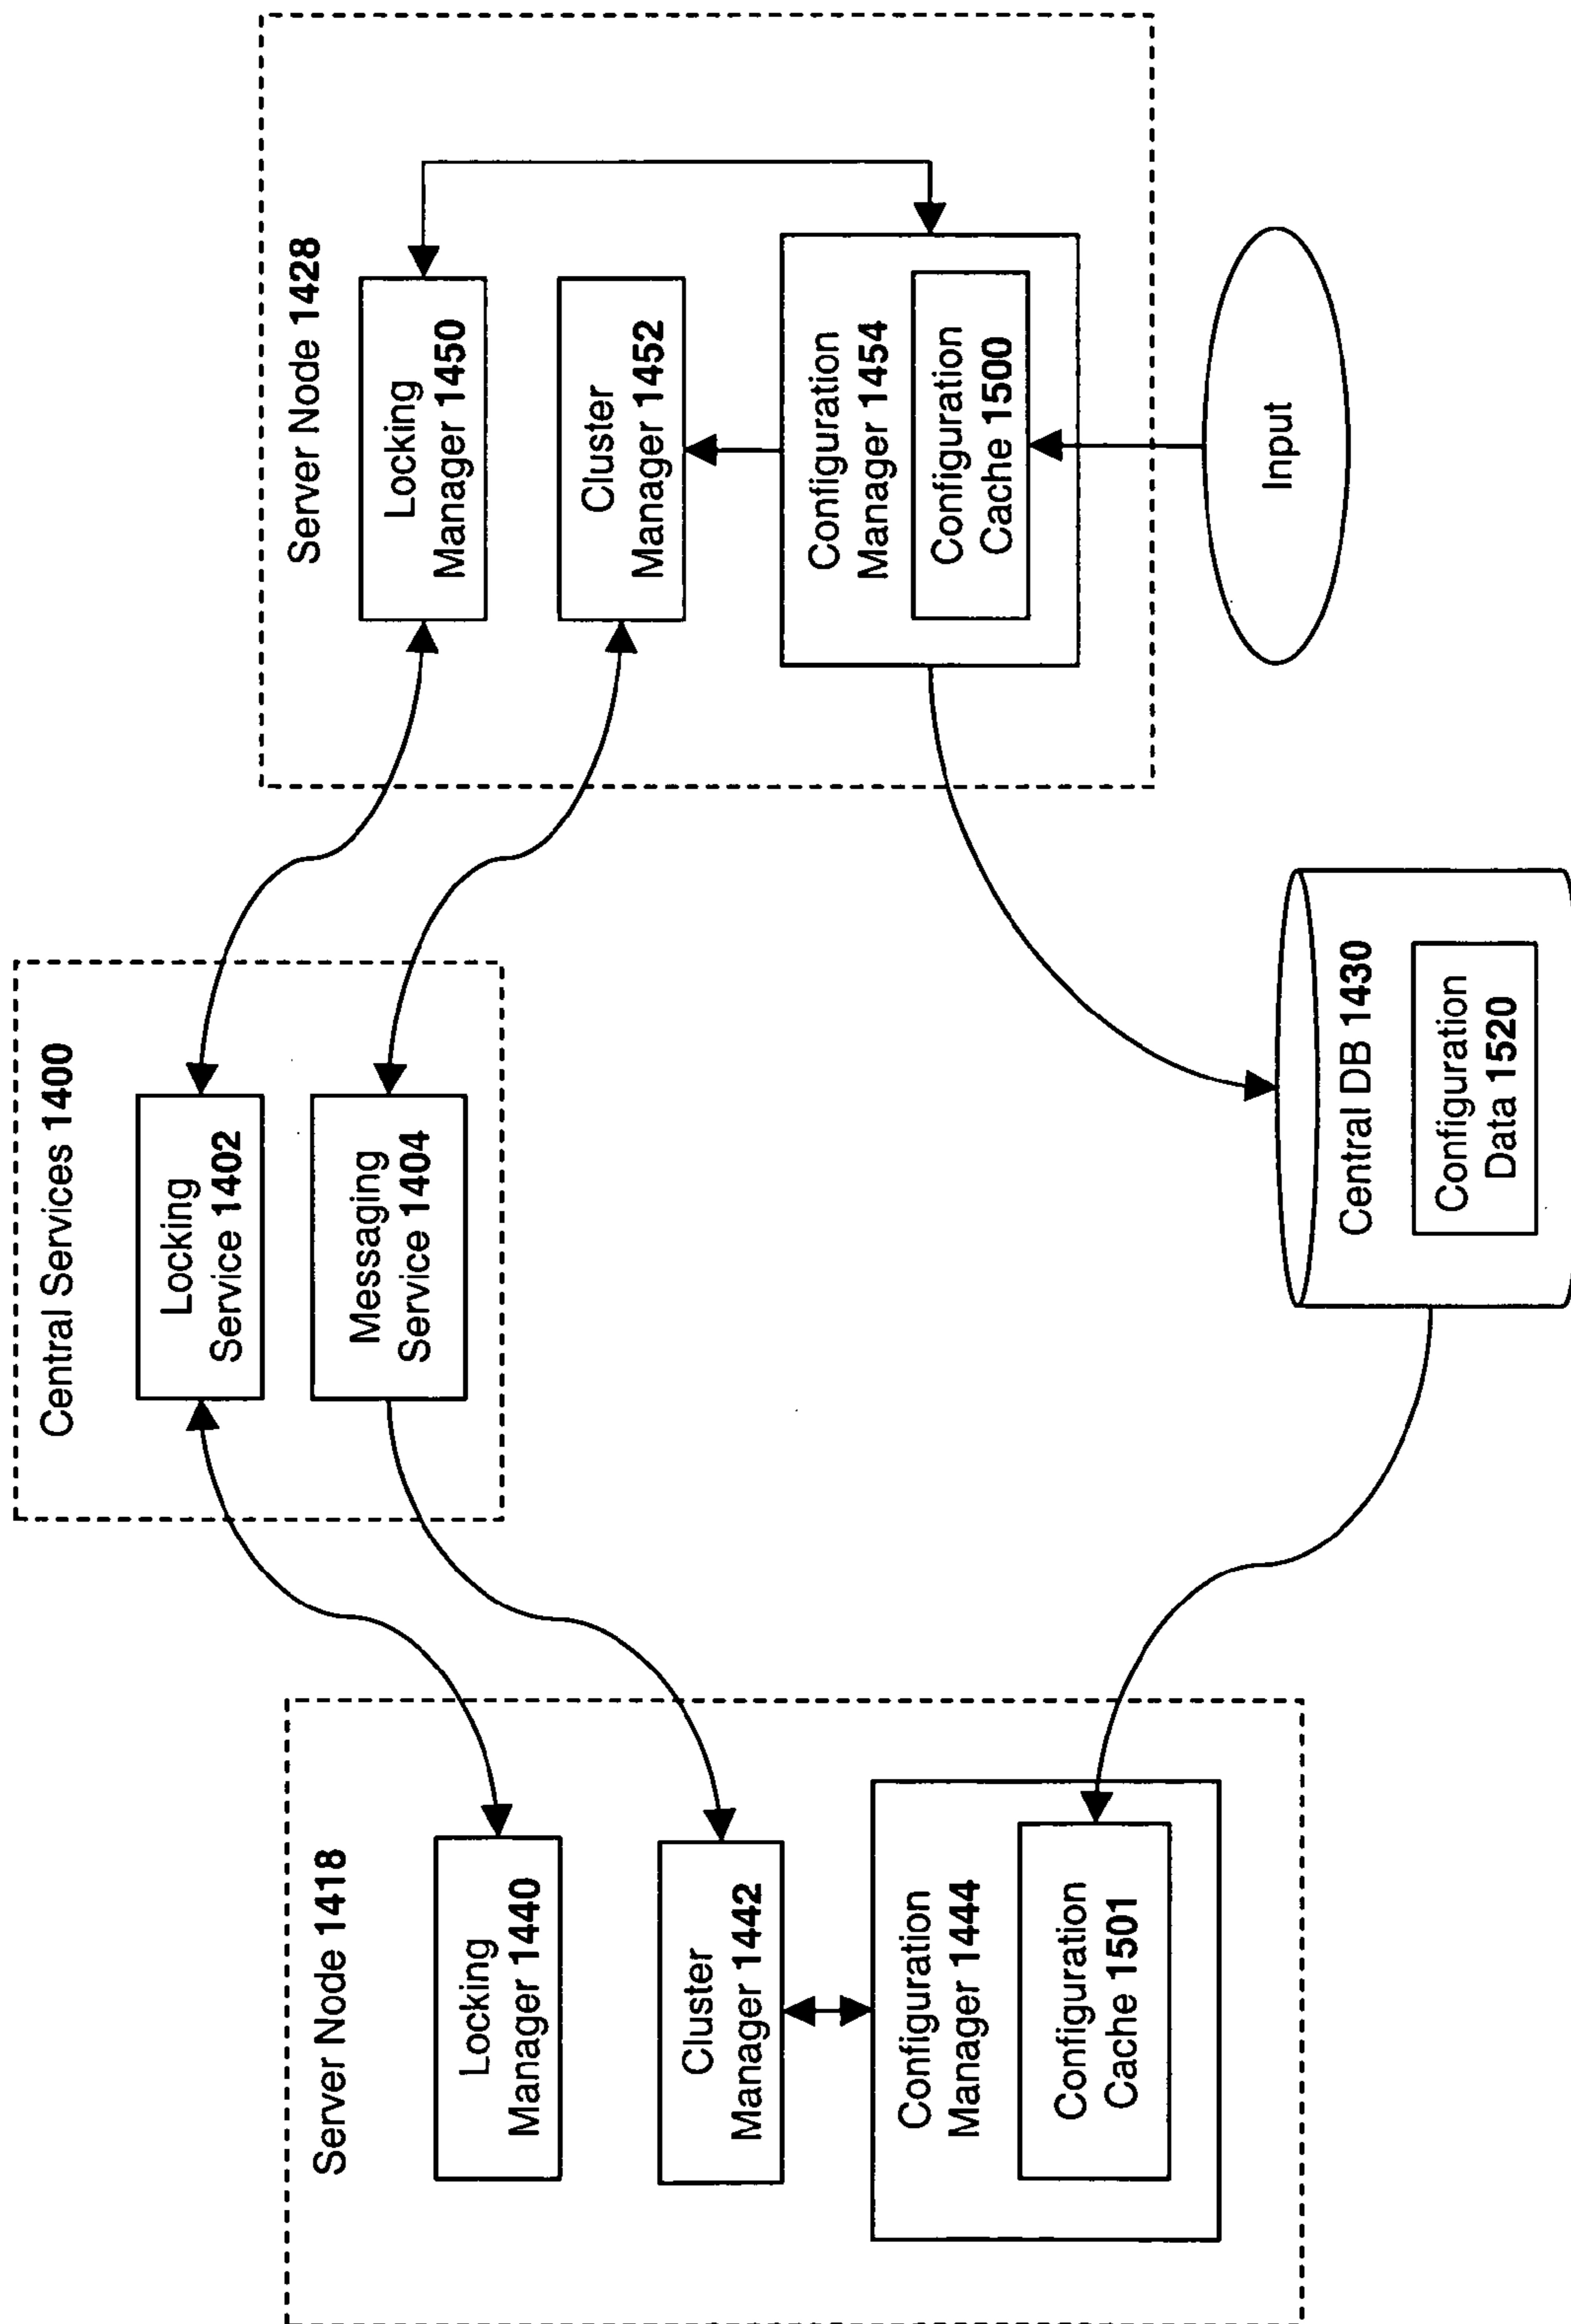 Server Node 1418
Locking
Manager 1440
Cluster
Manager 1442
Configuration
Manager 1444
Configuration
Cache 1501
Central Services 1400
Locking
Service 1402
Messaging
Service 1404
Central DB 1430
Configuration
Data 1520
Server Node 1428
Locking
Manager 1450
Cluster
Manager 1452
Configuration
Manager 1454
Configuration
Cache 1500
Input